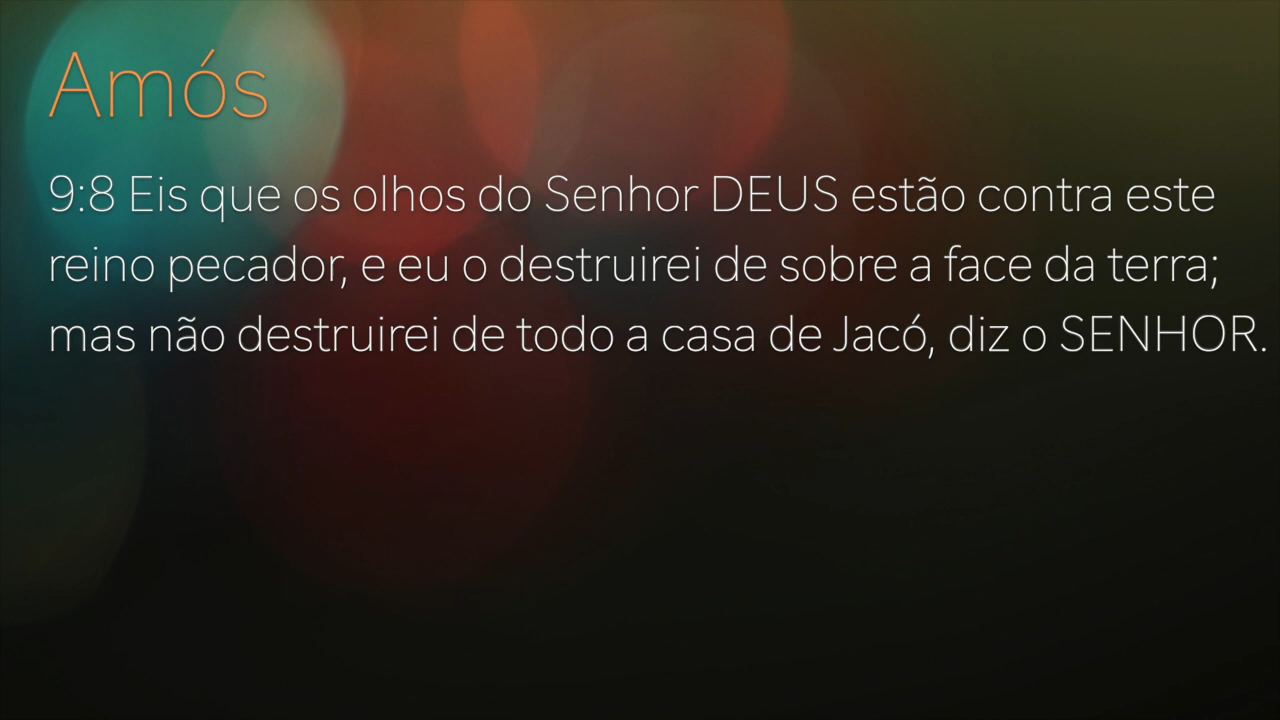 Amós
9:8 Eis que os olhos do Senhor DEUS estão contra este
reino pecador, e eu o destruirei de sobre a face da terra;
mas não destruirei de todo a casa de Jacó, diz o SENHOR.